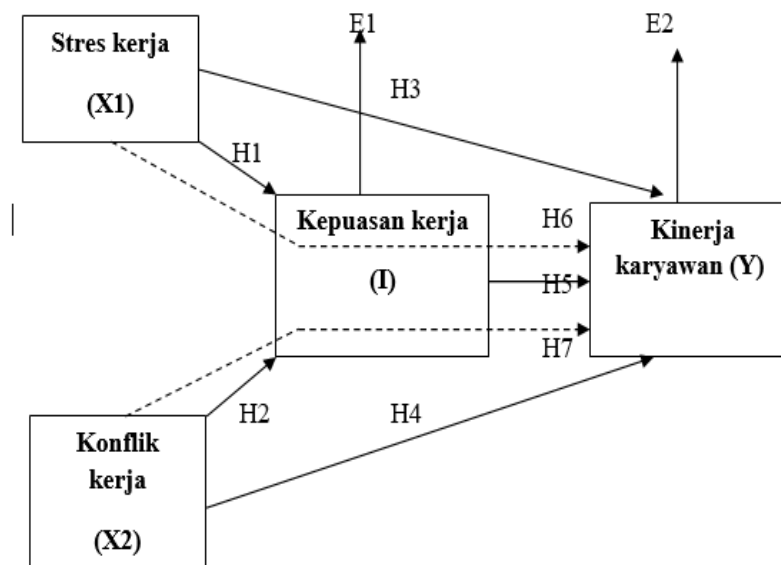 E1
E2
Stres kerja
(X1)
H3
H1
Kepuasan kerja
(I)
H6
Kinerja
karyawan (Y)
H5
H7
H2
H4
Konflik
kerja
(X2)